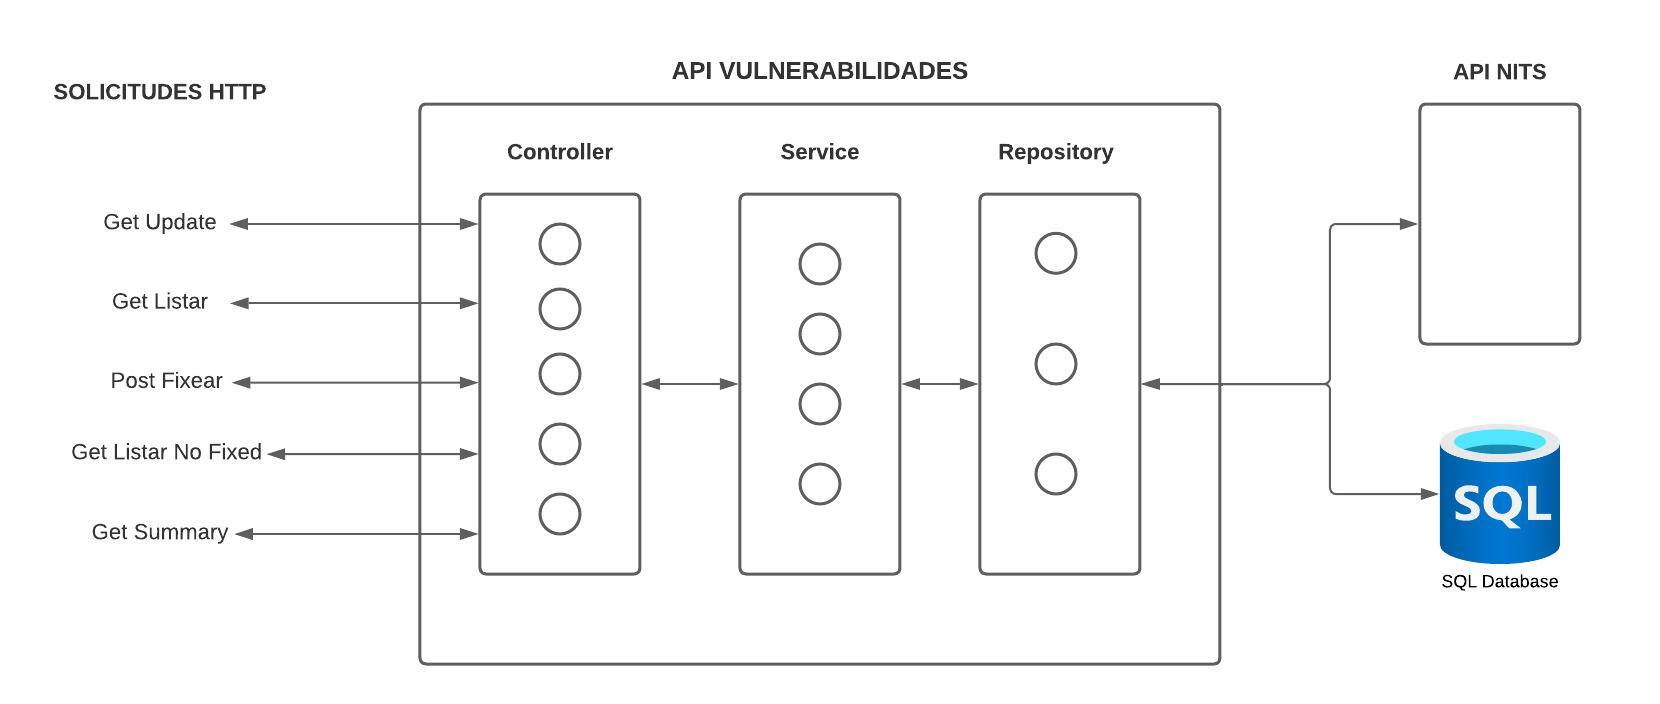 SOLICITUDES HTTP
API VULNERABILIDADES
API NITS
Controller
Service
Repository
Get Update
Get Listar
Post Fixear
Get Listar No Fixed
Get Summary
SQL
SQL Database